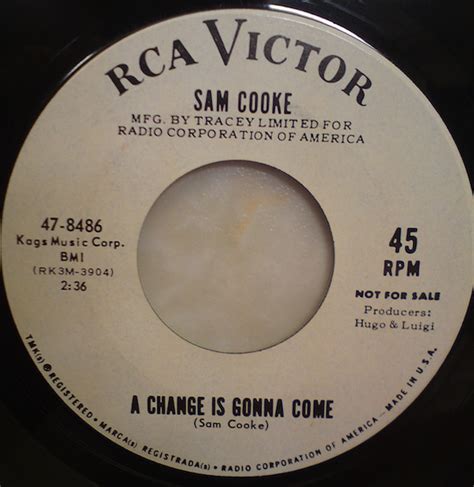 RCA VICTOR
SAM COOKE
MFG. BY TRACEY LIMITED FOR
RADIO CORPORATION OF AMERICA
47-8486
Kags Music Corp.
BMI
(RK3M-3904)
2:36
45
RPM
NOT FOR SALE
Producers:
Hugo & Luigi
A CHANGE IS GONNA COME
(Sam Cooke)
TMK(s) ® REGISTERED • MARCA(s) REGISTRADA(s) • RADIO CORPORATION OF AMERICA — MADE IN U.S.A.